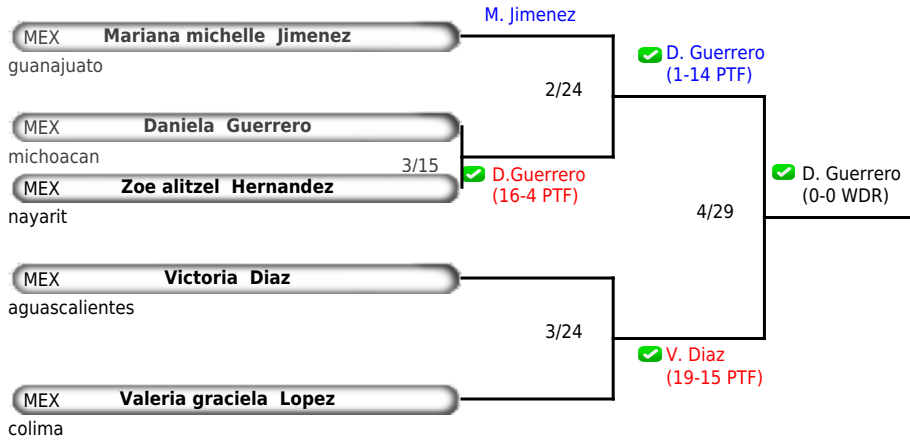 M. Jimenez
MEX Mariana michelle Jimenez
guanajuato
D. Guerrero
(1-14 PTF)
2/24
MEX Daniela Guerrero
michoacan
3/15
D.Guerrero
(16-4 PTF)
MEX Zoe alitzel Hernandez
nayarit
D. Guerrero
(0-0 WDR)
4/29
MEX Victoria Diaz
aguascalientes
3/24
V. Diaz
(19-15 PTF)
MEX Valeria graciela Lopez
colima